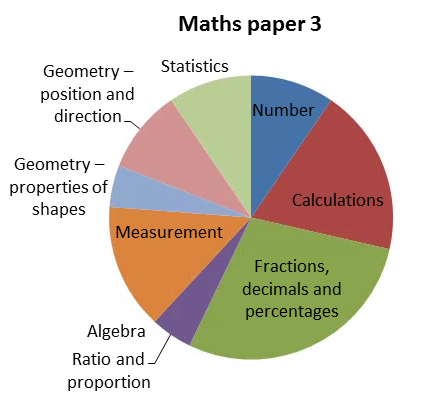 Maths paper 3
Statistics
Number
Calculations
Fractions,
decimals and
percentages
Ratio and
proportion
Algebra
Measurement
Geometry –
properties of
shapes
Geometry –
position and
direction